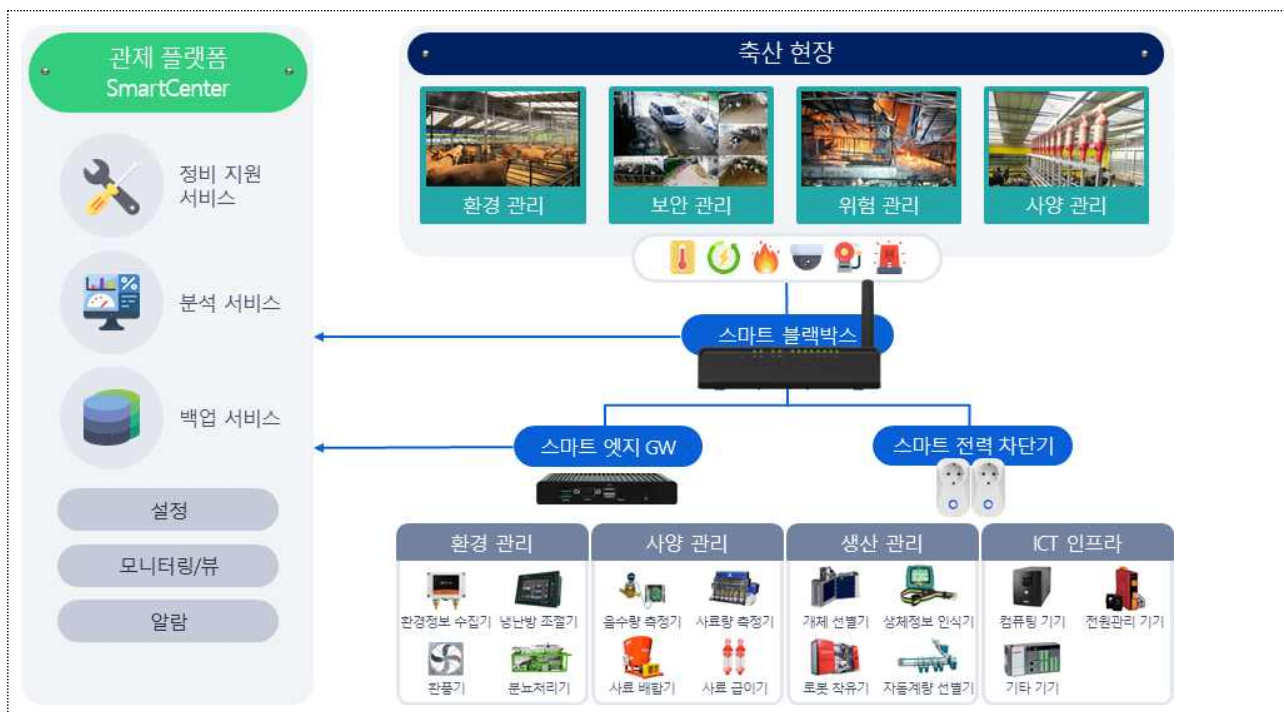 관제 플랫폼
SmartCenter
정비 지원
서비스
분석 서비스
백업 서비스
설정
모니터링/뷰
알람
축산 현장
환경 관리
보안 관리
위험 관리
사양 관리
스마트 블랙박스
스마트 엣지 GW
스마트 전력 차단기
환경 관리
환경정보 수집기
냉난방 조절기
환풍기
분뇨처리기
사양 관리
음수량 측정기
사료량 측정기
사료 배합기
사료 급이기
생산 관리
개체 선별기
생체정보 인식기
로봇 착유기
자동계량 선별기
ICT 인프라
컴퓨팅 기기
전원관리 기기
기타 기기